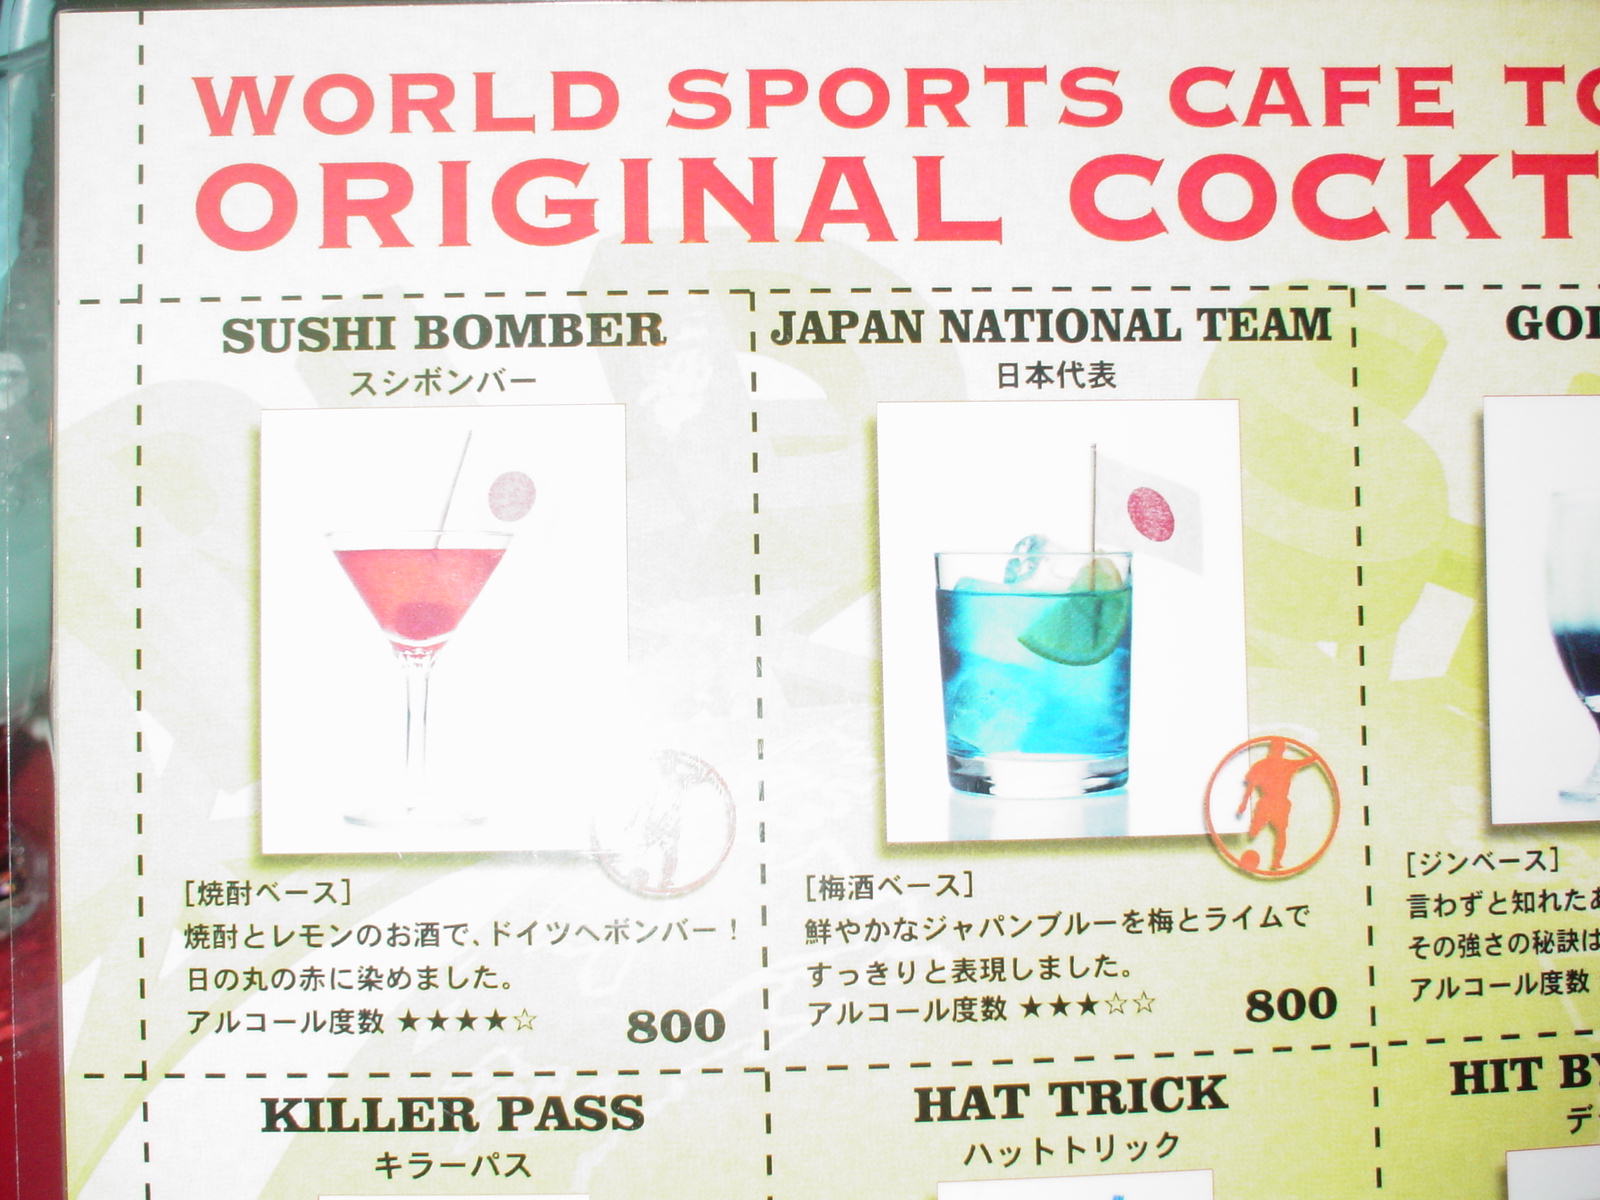 WORLD SPORTS CAFE
ORIGINAL
SUSHI BOMBER
スシボンバー
[焼酎ベース]
焼酎とレモンのお酒で、ドイツへボンバー！
日の丸の赤に染めました。
アルコール度数 ★★★★☆
800
JAPAN NATIONAL TEAM
日本代表
[梅酒ベース]
鮮やかなジャパンブルーを梅とライムで
すっきりと表現しました。
アルコール度数 ★★★☆☆
800
[ジンベース]
言わずと知れた
その強さの秘訣は
アルコール度数
KILLER PASS
キラーパス
HAT TRICK
ハットトリック
HIT